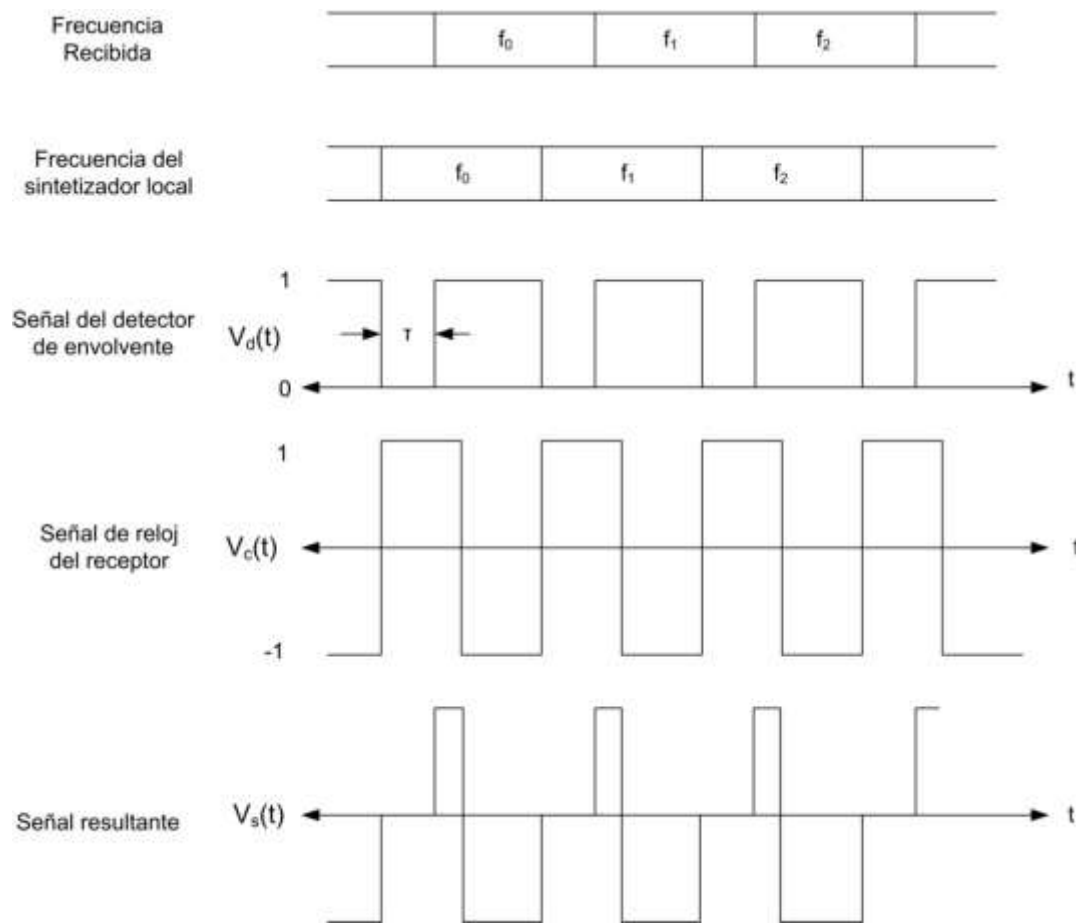 Frecuencia
Recibida
f₀ f₁ f₂
Frecuencia del
sintetizador local
f₀ f₁ f₂
1
Señal del detector
de envolvente
V_d(t)
τ
0
t
1
Señal de reloj
del receptor
V_c(t)
t
-1
Señal resultante
V_s(t)
t